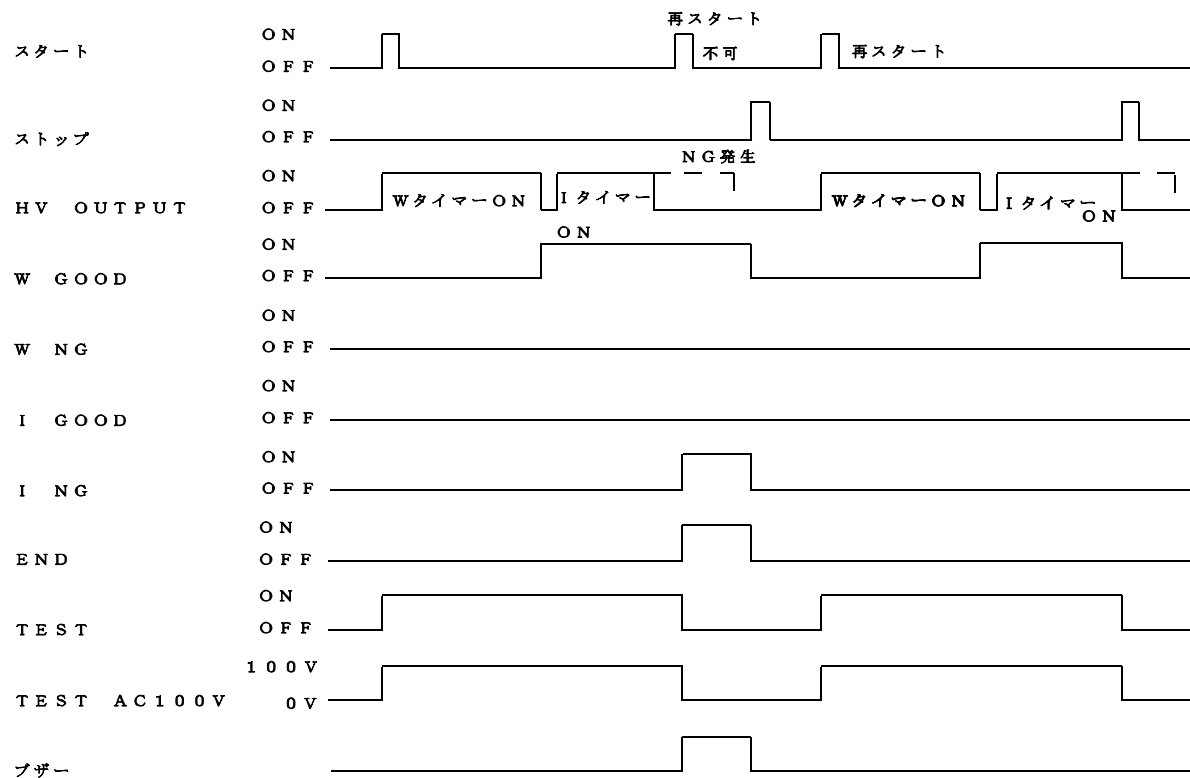 再スタート
ＯＮ
スタート
不可
再スタート
ＯＦＦ
ＯＮ
ストップ
ＯＦＦ
ＮＧ発生
ＯＮ
ＨＶ　ＯＵＴＰＵＴ
ＯＦＦ
ＷタイマーＯＮ
Ｉタイマー
ＯＮ
ＷタイマーＯＮ
Ｉタイマー
ＯＮ
ＯＮ
Ｗ　ＧＯＯＤ
ＯＦＦ
ＯＮ
Ｗ　ＮＧ
ＯＦＦ
ＯＮ
Ｉ　ＧＯＯＤ
ＯＦＦ
ＯＮ
Ｉ　ＮＧ
ＯＦＦ
ＯＮ
ＥＮＤ
ＯＦＦ
ＯＮ
ＴＥＳＴ
ＯＦＦ
１００Ｖ
ＴＥＳＴ　ＡＣ１００Ｖ
０Ｖ
ブザー